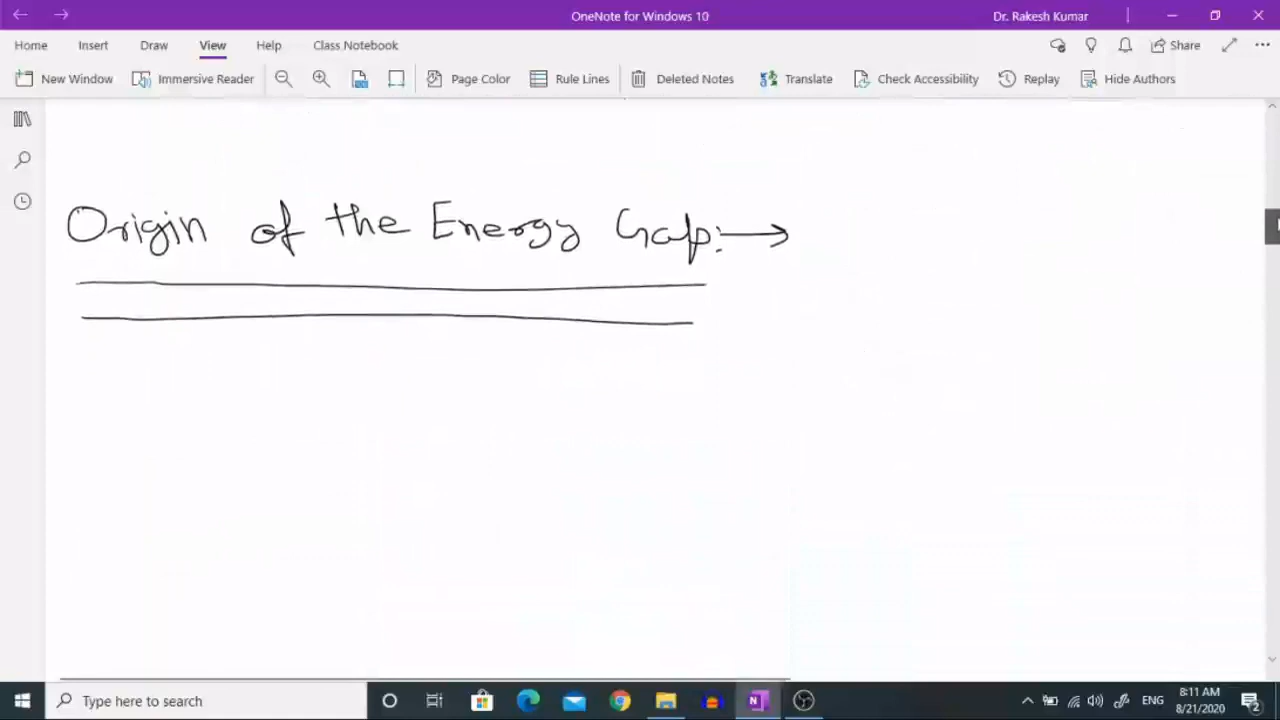 OneNote for Windows 10
Dr. Rakesh Kumar
Home Insert Draw View Help Class Notebook
Share
New Window Immersive Reader Page Color Rule Lines Deleted Notes Translate Check Accessibility Replay Hide Authors
Origin of the Energy Gap:→
Type here to search
ENG
8:11 AM
8/21/2020
2